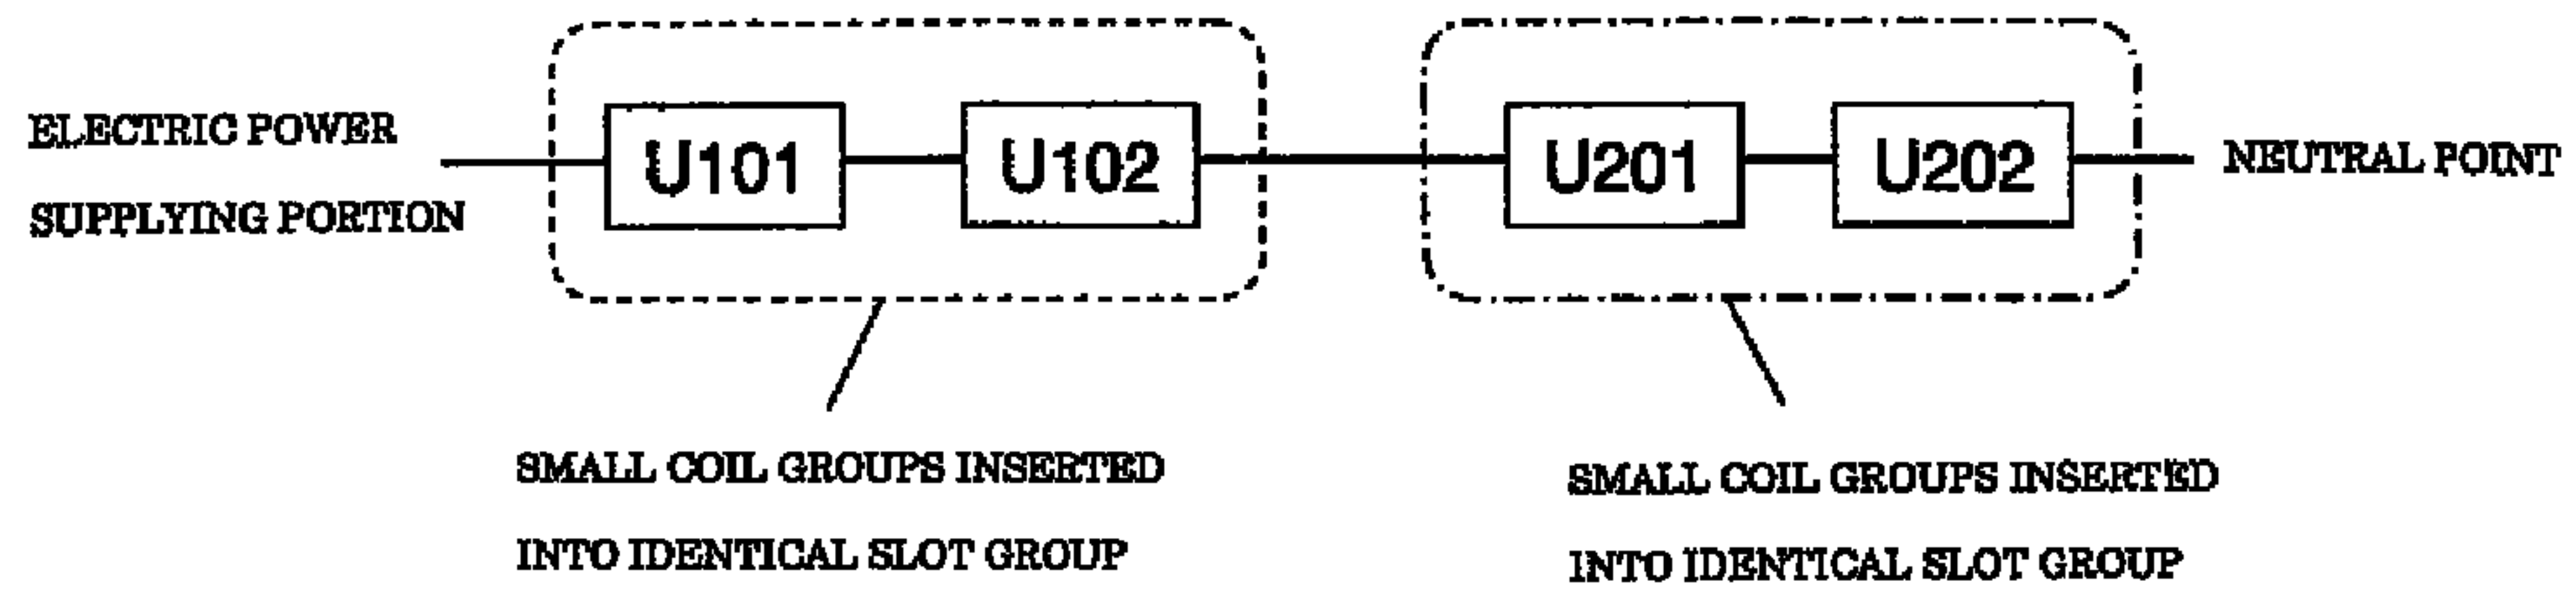 ELECTRIC POWER
SUPPLYING PORTION
U101
U102
U201
U202
NEUTRAL POINT
SMALL COIL GROUPS INSERTED
INTO IDENTICAL SLOT GROUP
SMALL COIL GROUPS INSERTED
INTO IDENTICAL SLOT GROUP